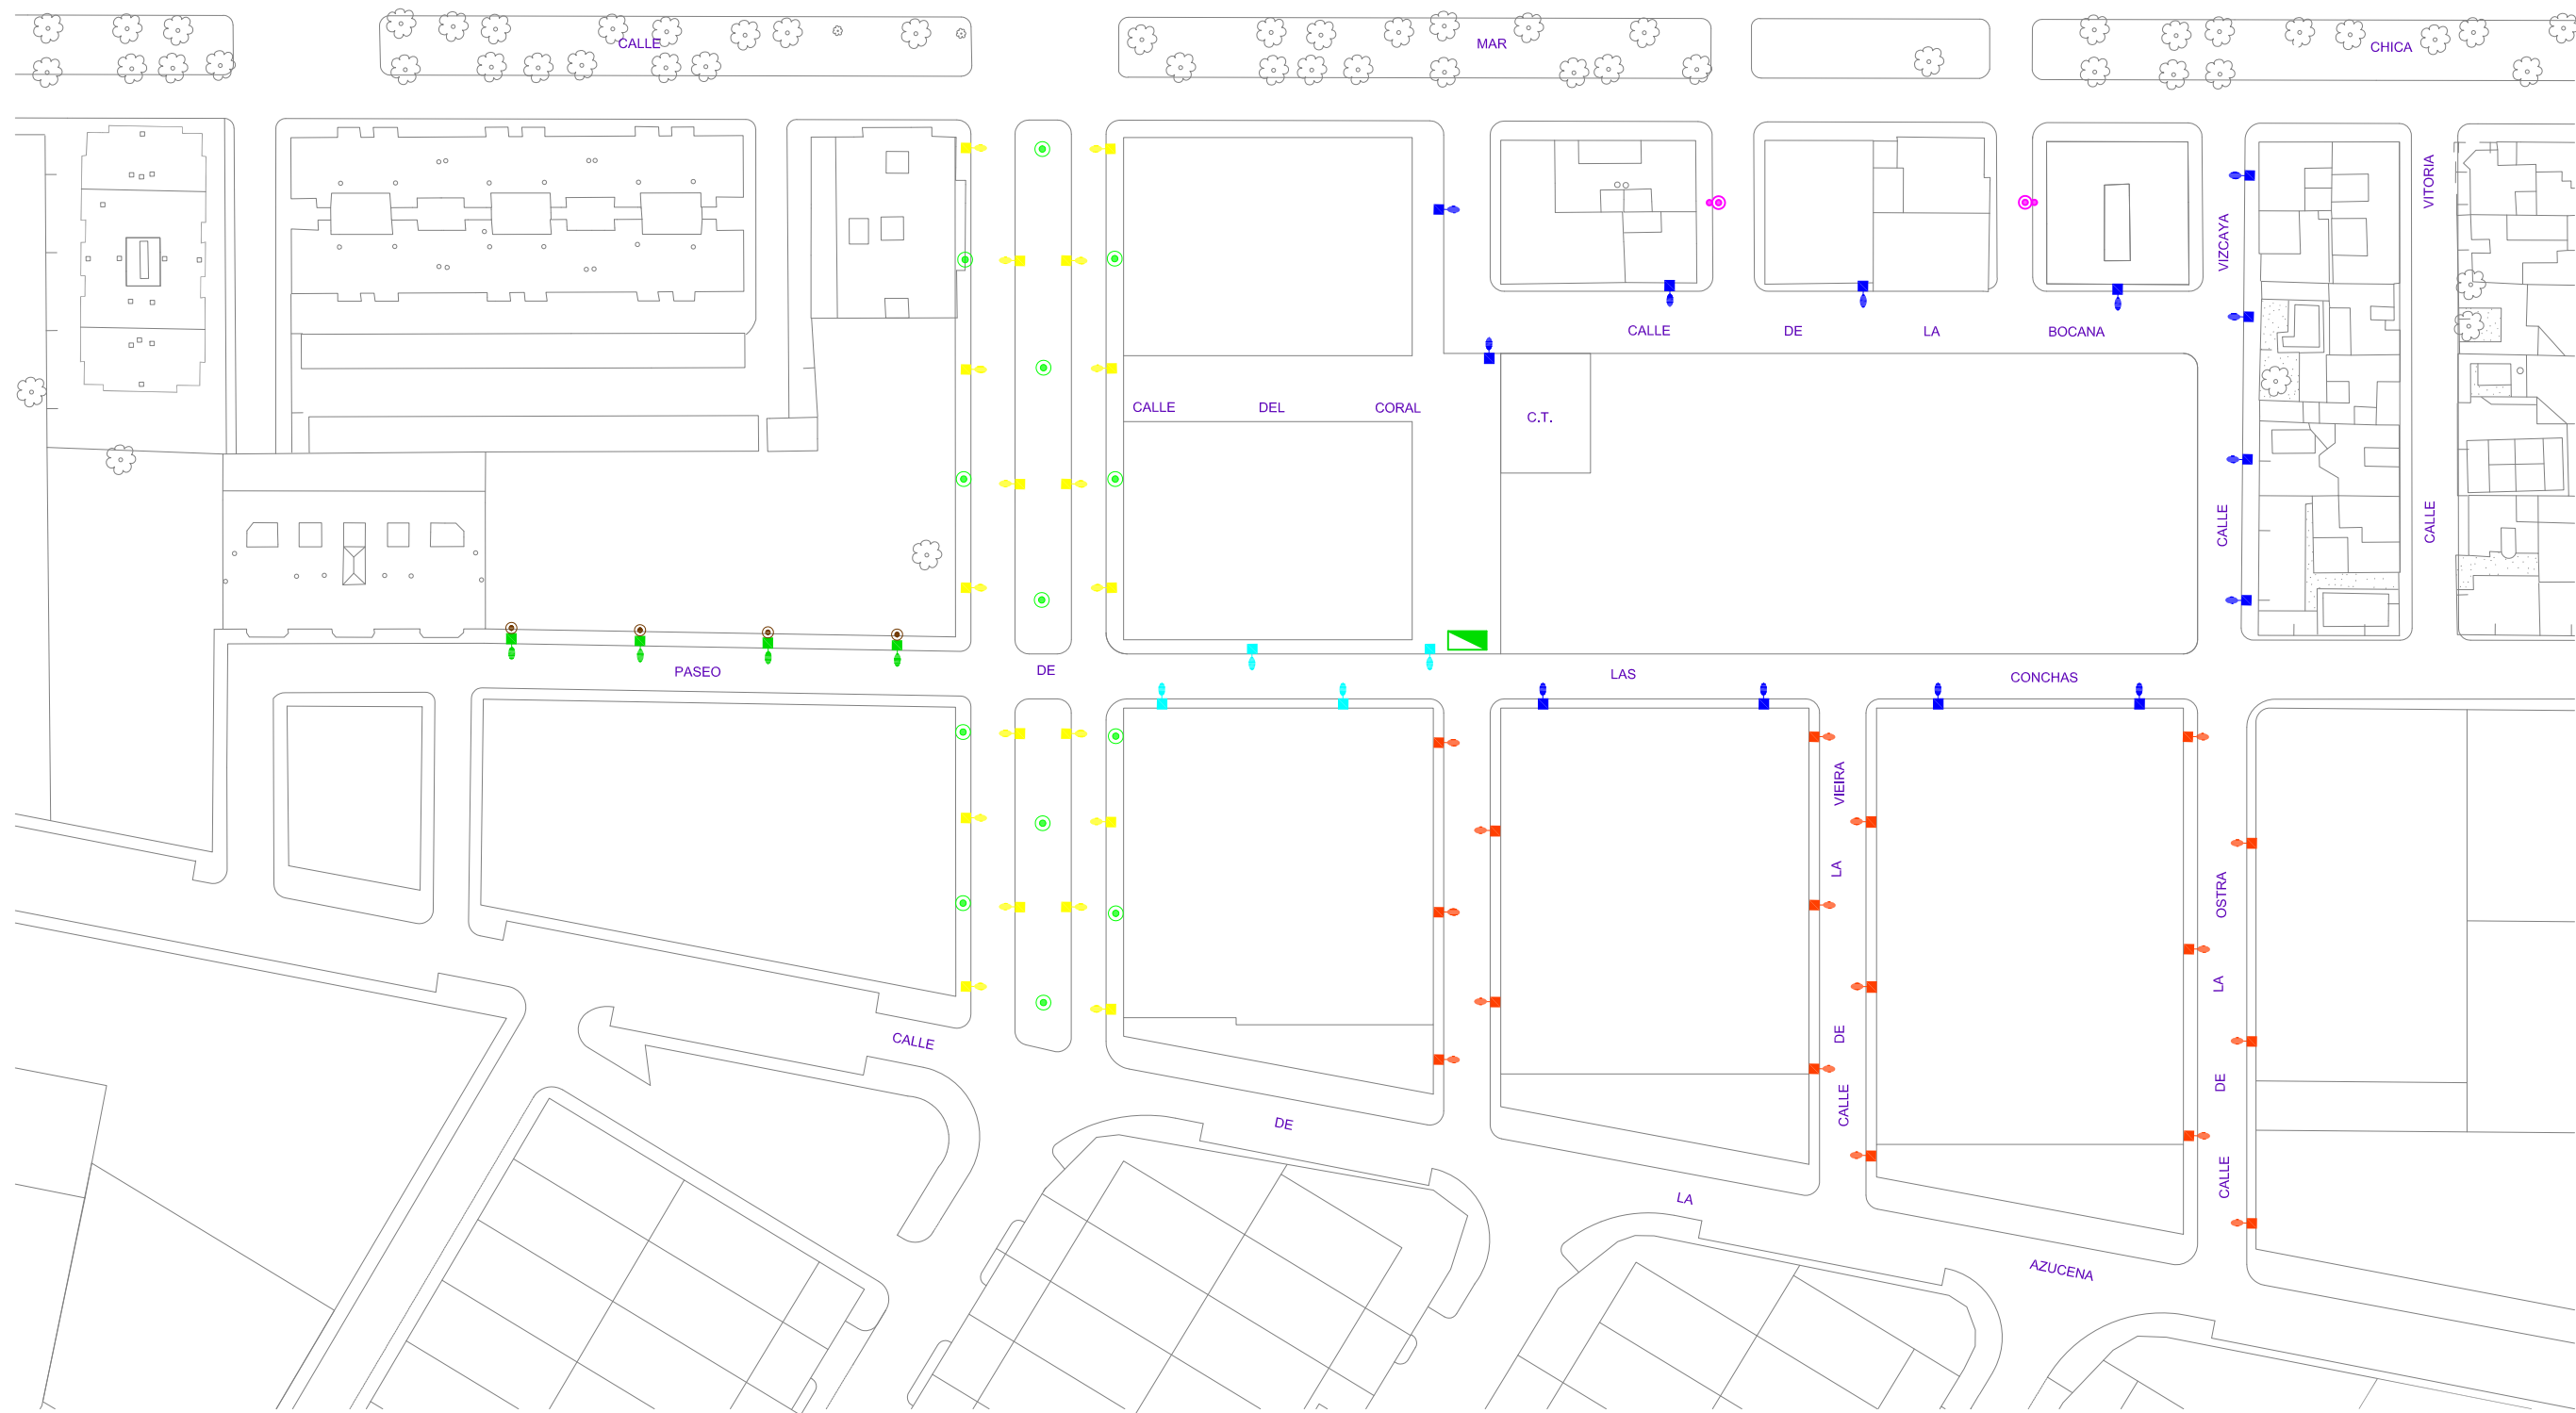 CALLE MAR CHICA
VITORIA
VIZCAYA
CALLE DE LA BOCANA
CALLE DEL CORAL
C.T.
CALLE
CALLE
PASEO DE LAS CONCHAS
CALLE DE LA VIEIRA
CALLE DE LA OSTRA
CALLE DE LA AZUCENA